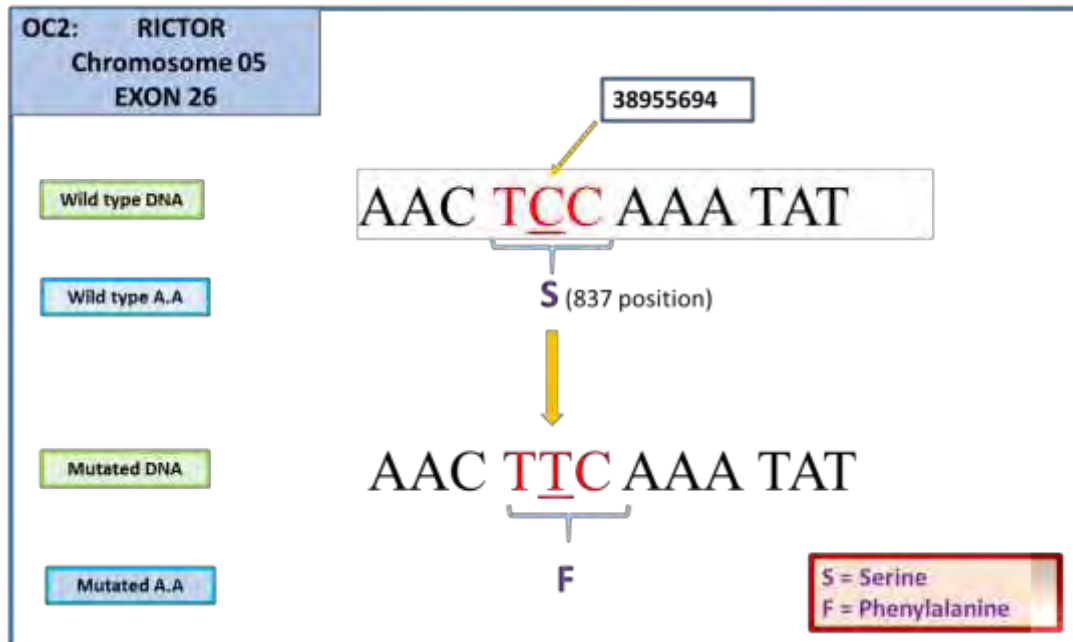 OC2: RICTOR
Chromosome 05
EXON 26
38955694
Wild type DNA
AAC TCC AAA TAT
Wild type A.A
S (837 position)
Mutated DNA
AAC TTC AAA TAT
Mutated A.A
F
S = Serine
F = Phenylalanine